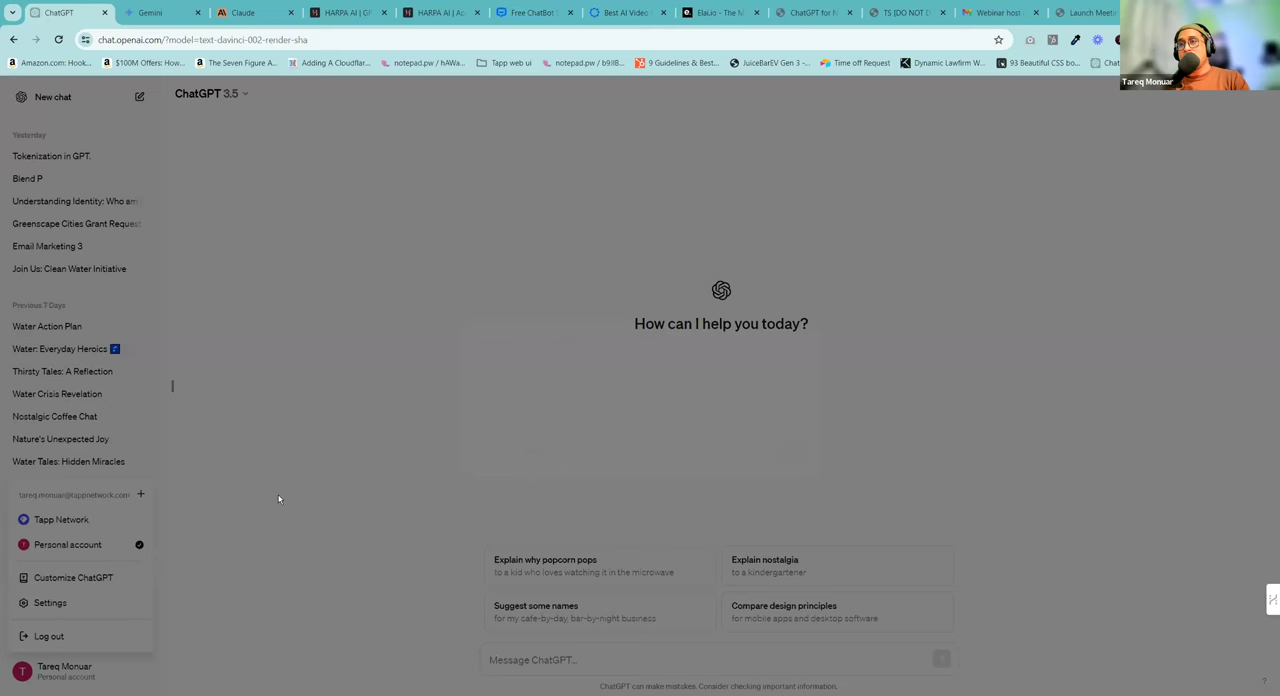 ChatGPT
Gemini
Claude
HARPA AI | GP
HARPA AI | Ap
Free ChatBot
Best AI Video
Elai.io - The N
ChatGPT for N
TS [DO NOT D
Webinar host
Launch Meeti
chat.openai.com/?model=text-davinci-002-render-sha
Amazon.com: Hook...
$100M Offers: How...
The Seven Figure A...
Adding A Cloudflar...
notepad.pw / hAWa...
Tapp web ui
notepad.pw / b9IIB...
9 Guidelines & Best...
JuiceBarEV Gen 3 -...
Time off Request
Dynamic Lawfirm W...
93 Beautiful CSS bo...
Chat
Tareq Monuar
New chat
ChatGPT 3.5
Yesterday
Tokenization in GPT.
Blend P
Understanding Identity: Who am
Greenscape Cities Grant Request
Email Marketing 3
Join Us: Clean Water Initiative
Previous 7 Days
Water Action Plan
Water: Everyday Heroics
Thirsty Tales: A Reflection
Water Crisis Revelation
Nostalgic Coffee Chat
Nature's Unexpected Joy
Water Tales: Hidden Miracles
tareq.monuar@tappnetwork.com
Tapp Network
Personal account
Customize ChatGPT
Settings
Log out
T
Tareq Monuar
Personal account
How can I help you today?
Explain why popcorn pops
to a kid who loves watching it in the microwave
Explain nostalgia
to a kindergartener
Suggest some names
for my cafe-by-day, bar-by-night business
Compare design principles
for mobile apps and desktop software
Message ChatGPT...
ChatGPT can make mistakes. Consider checking important information.
?